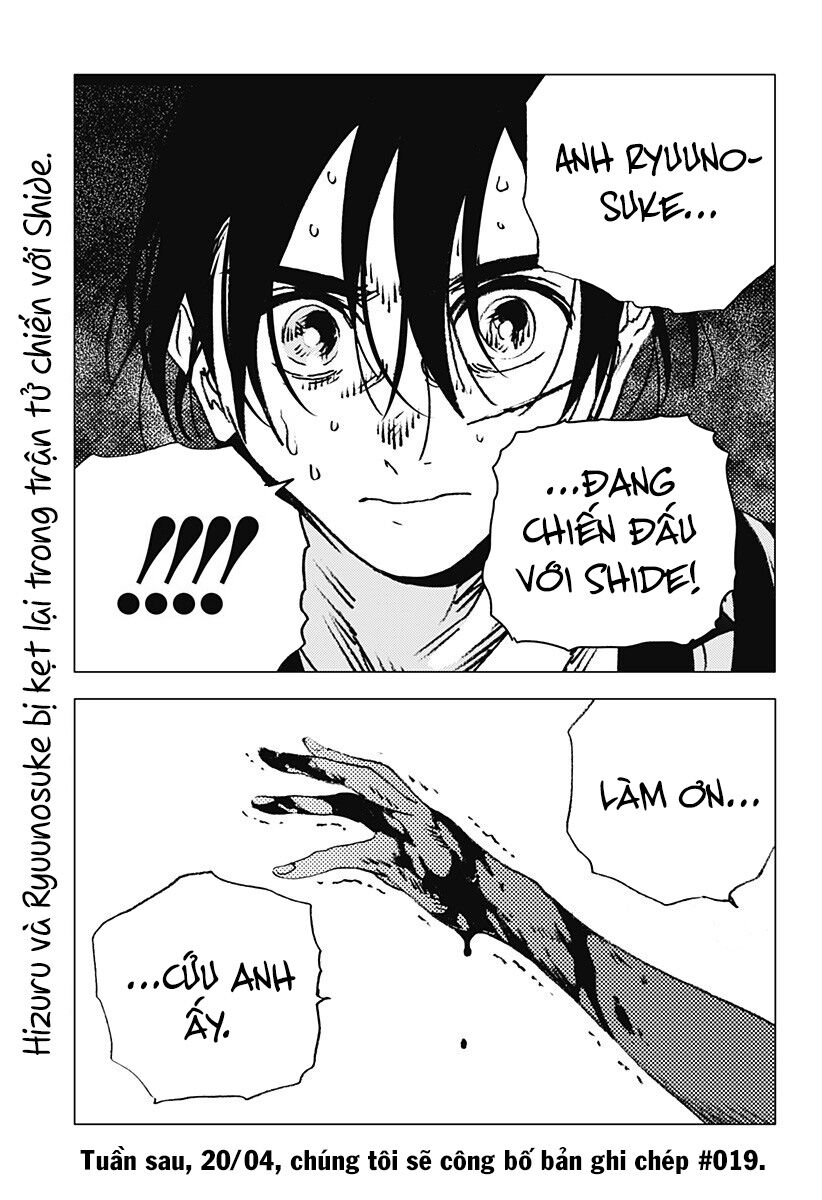 ANH RYUUNO-
SUKE...
...ĐANG
CHIẾN ĐẤU
VỚI SHIDE!
!!!!
Hizuru và Ryuunosuke bị kẹt lại trong trận tử chiến với Shide.
LÀM ƠN...
...CỨU ANH
ẤY.
Tuần sau, 20/04, chúng tôi sẽ công bố bản ghi chép #019.